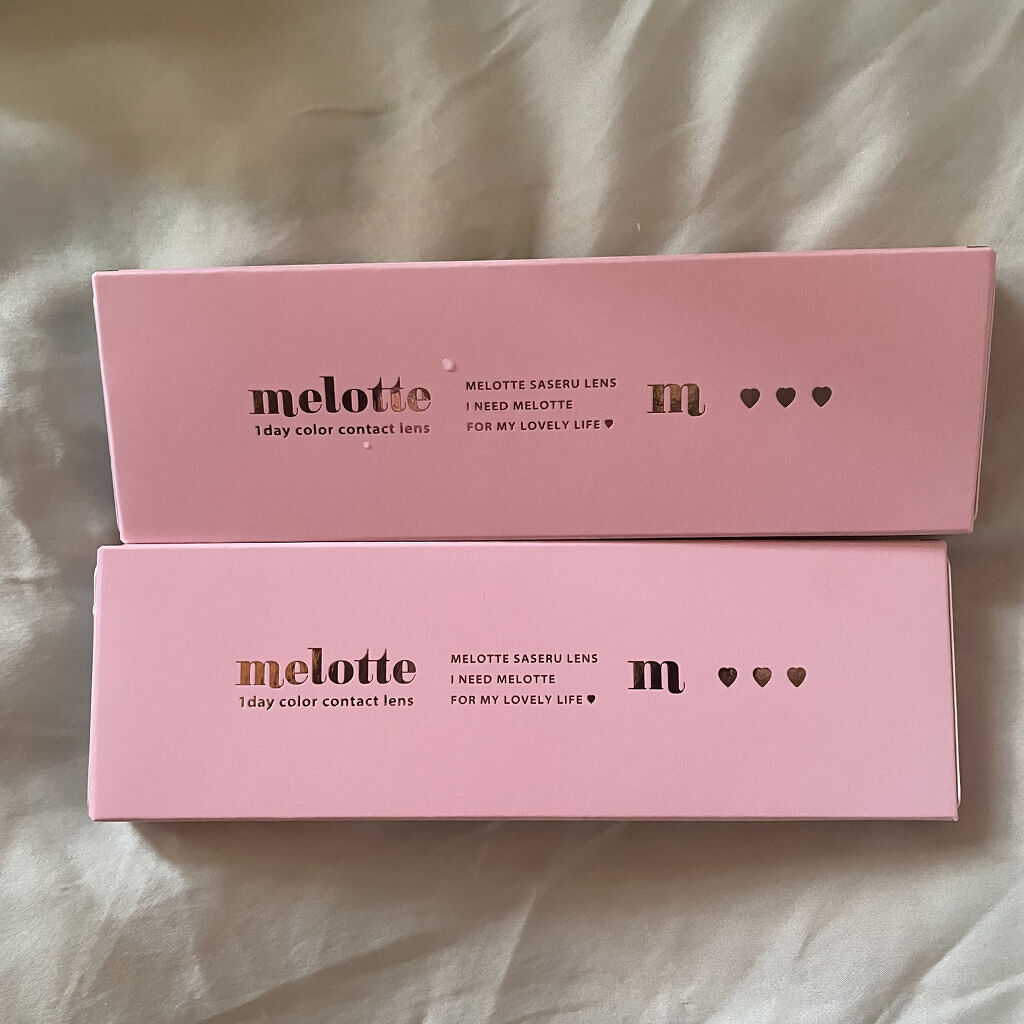 melotte
1day color contact lens
MELOTTE SASERU LENS
I NEED MELOTTE
FOR MY LOVELY LIFE ♥
m ♥ ♥ ♥
melotte
1day color contact lens
MELOTTE SASERU LENS
I NEED MELOTTE
FOR MY LOVELY LIFE ♥
m ♥ ♥ ♥